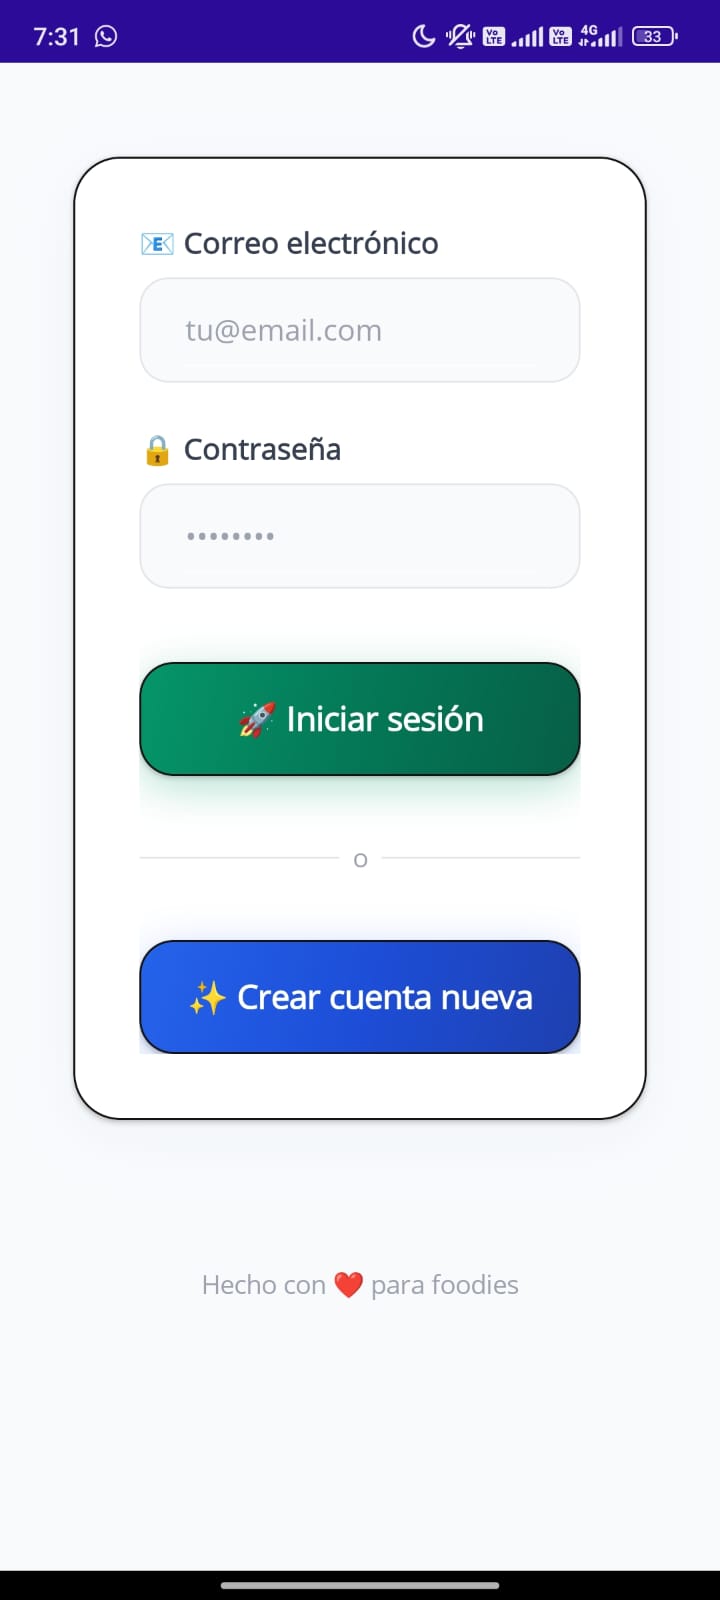 7:31
Vo LTE
Vo LTE
4G
33
📧 Correo electrónico
tu@email.com
🔒 Contraseña
••••••••
🚀 Iniciar sesión
o
✨ Crear cuenta nueva
Hecho con ❤️ para foodies